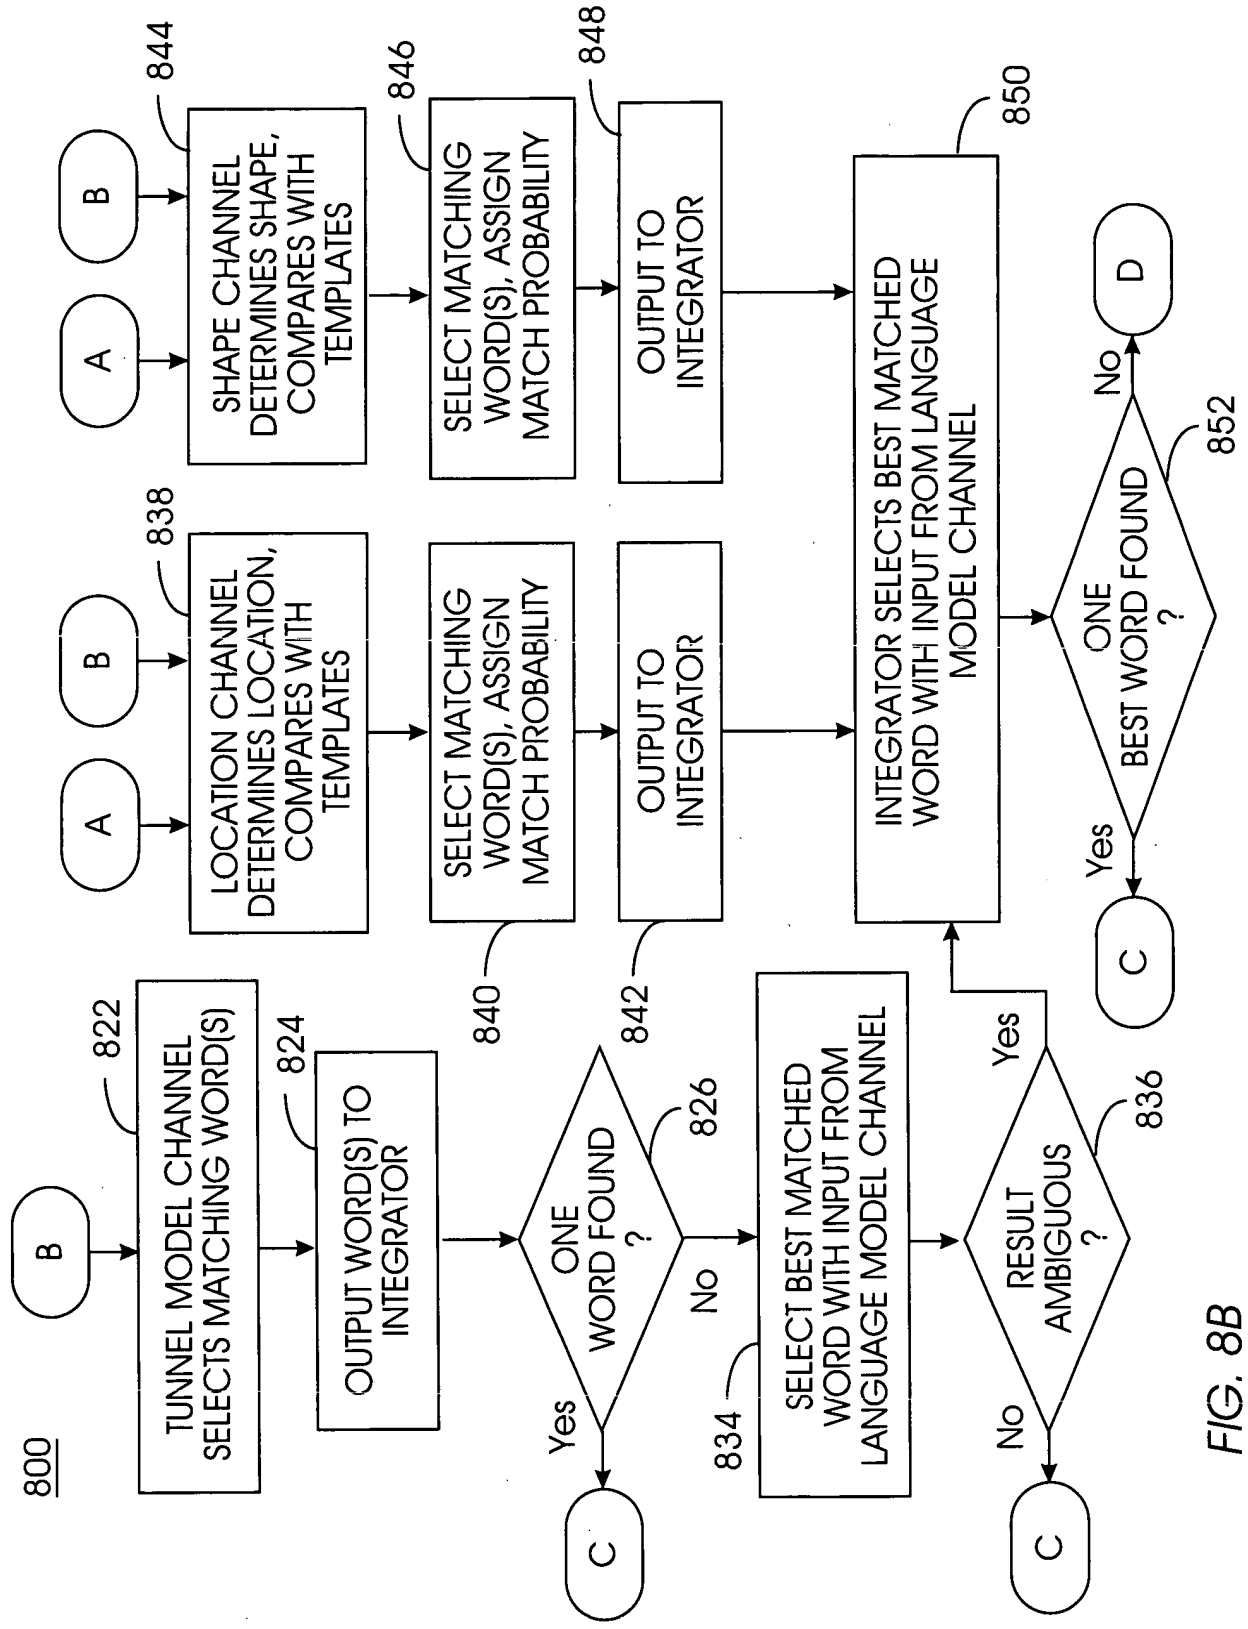 800
B
822
TUNNEL MODEL CHANNEL
SELECTS MATCHING WORD(S)
824
OUTPUT WORD(S) TO
INTEGRATOR
826
ONE
WORD FOUND
?
Yes
C
No
834
SELECT BEST MATCHED
WORD WITH INPUT FROM
LANGUAGE MODEL CHANNEL
836
RESULT
AMBIGUOUS
?
No
C
Yes
A
B
838
LOCATION CHANNEL
DETERMINES LOCATION,
COMPARES WITH
TEMPLATES
840
SELECT MATCHING
WORD(S), ASSIGN
MATCH PROBABILITY
842
OUTPUT TO
INTEGRATOR
A
B
844
SHAPE CHANNEL
DETERMINES SHAPE,
COMPARES WITH
TEMPLATES
846
SELECT MATCHING
WORD(S), ASSIGN
MATCH PROBABILITY
848
OUTPUT TO
INTEGRATOR
850
INTEGRATOR SELECTS BEST MATCHED
WORD WITH INPUT FROM LANGUAGE
MODEL CHANNEL
852
ONE
BEST WORD FOUND
?
Yes
C
No
D
FIG. 8B